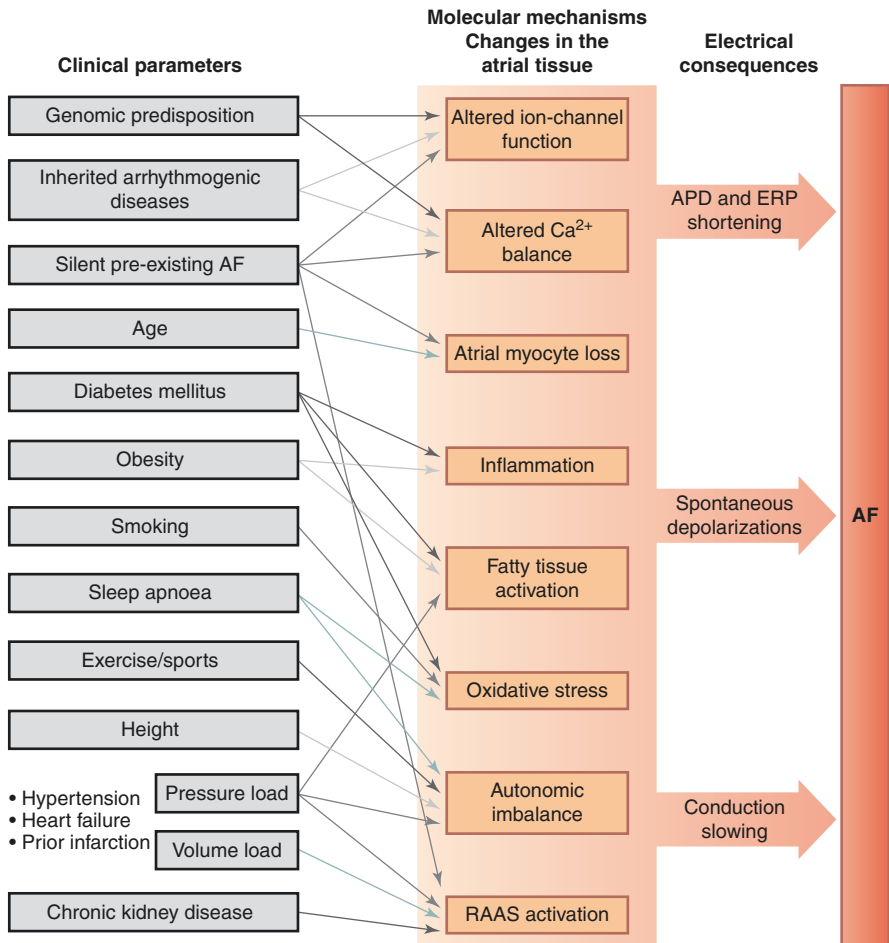 Clinical parameters
Molecular mechanisms
Changes in the
atrial tissue
Electrical
consequences
Genomic predisposition
Inherited arrhythmogenic
diseases
Silent pre-existing AF
Age
Diabetes mellitus
Obesity
Smoking
Sleep apnoea
Exercise/sports
Height
• Hypertension
• Heart failure
• Prior infarction
Pressure load
Volume load
Chronic kidney disease
Altered ion-channel
function
Altered Ca²⁺
balance
Atrial myocyte loss
Inflammation
Fatty tissue
activation
Oxidative stress
Autonomic
imbalance
RAAS activation
APD and ERP
shortening
Spontaneous
depolarizations
Conduction
slowing
AF